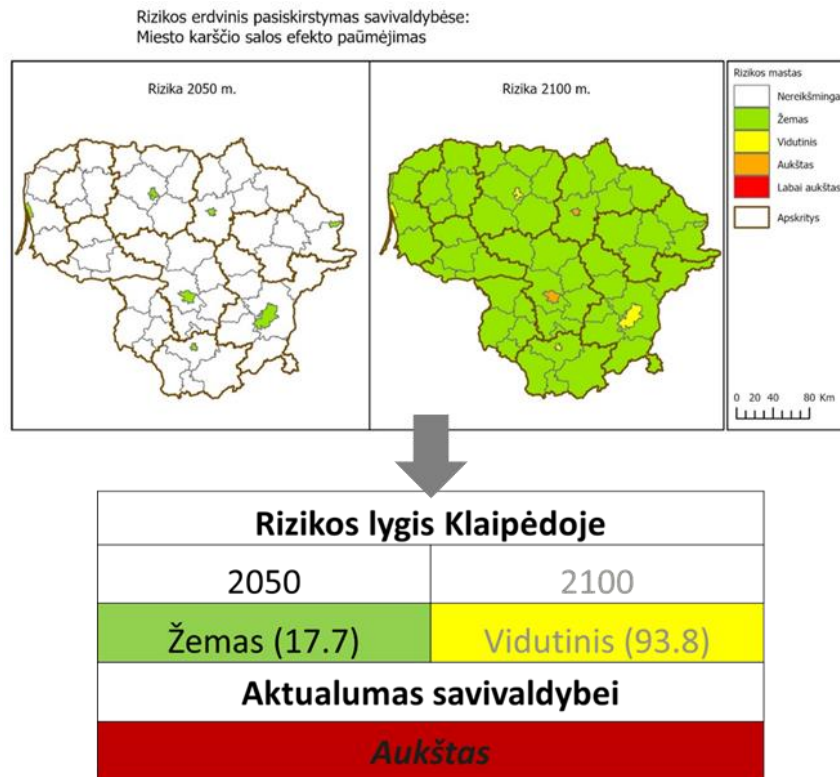 Rizikos erdvinis pasiskirstymas savivaldybėse:
Miesto karščio salos efekto paūmėjimas
Rizika 2050 m.
Rizika 2100 m.
Rizikos mastas
Nereikšminga
Žemas
Vidutinis
Aukštas
Labai aukštas
Apskritys
0 20 40 80 Km
Rizikos lygis Klaipėdoje
2050 2100
Žemas (17.7) Vidutinis (93.8)
Aktualumas savivaldybei
Aukštas